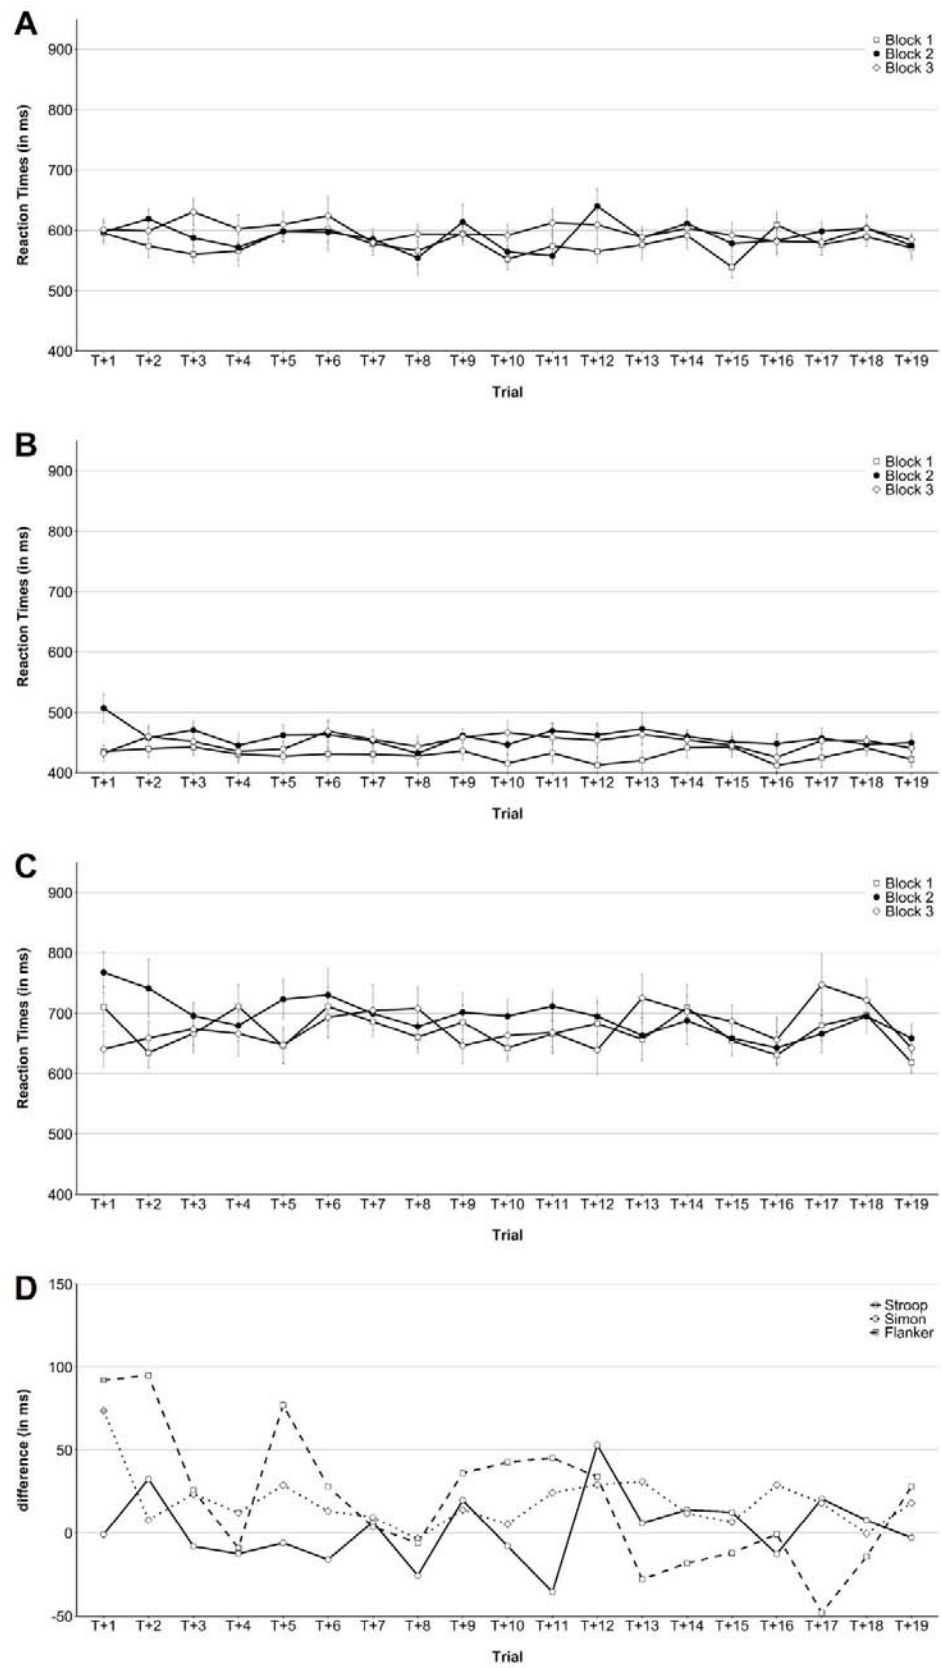 A
Block 1
Block 2
Block 3
Reaction Times (in ms)
900
800
700
600
500
400
T+1 T+2 T+3 T+4 T+5 T+6 T+7 T+8 T+9 T+10 T+11 T+12 T+13 T+14 T+15 T+16 T+17 T+18 T+19
Trial
B
Block 1
Block 2
Block 3
Reaction Times (in ms)
900
800
700
600
500
400
T+1 T+2 T+3 T+4 T+5 T+6 T+7 T+8 T+9 T+10 T+11 T+12 T+13 T+14 T+15 T+16 T+17 T+18 T+19
Trial
C
Block 1
Block 2
Block 3
Reaction Times (in ms)
900
800
700
600
500
400
T+1 T+2 T+3 T+4 T+5 T+6 T+7 T+8 T+9 T+10 T+11 T+12 T+13 T+14 T+15 T+16 T+17 T+18 T+19
Trial
D
Stroop
Simon
Flanker
difference (in ms)
150
100
50
0
-50
T+1 T+2 T+3 T+4 T+5 T+6 T+7 T+8 T+9 T+10 T+11 T+12 T+13 T+14 T+15 T+16 T+17 T+18 T+19
Trial